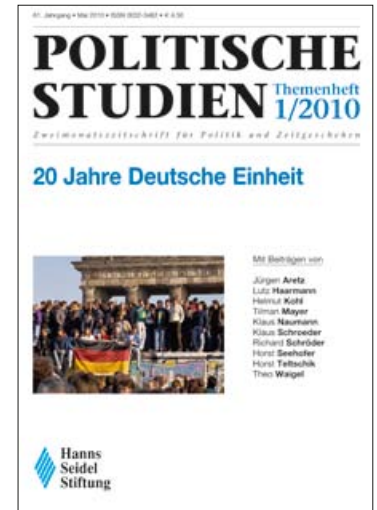 61. Jahrgang • Mai 2010 • ISSN 0032-3462 • € 4.50
POLITISCHE
STUDIEN
Themenheft
1/2010
Zweimonatszeitschrift für Politik und Zeitgeschehen
20 Jahre Deutsche Einheit
Mit Beiträgen von
Jürgen Aretz
Lutz Haarmann
Helmut Kohl
Tilman Mayer
Klaus Naumann
Klaus Schroeder
Richard Schröder
Horst Seehofer
Horst Teltschik
Theo Waigel
Hanns
Seidel
Stiftung